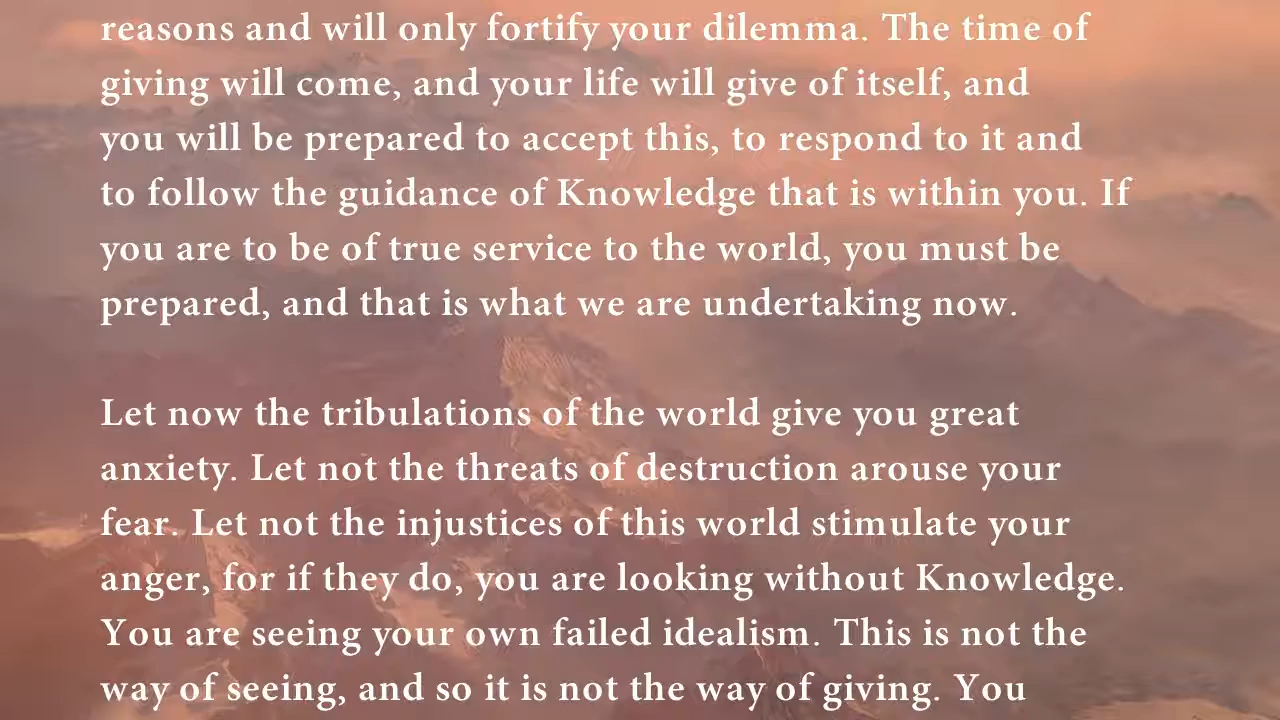 reasons and will only fortify your dilemma. The time of
giving will come, and your life will give of itself, and
you will be prepared to accept this, to respond to it and
to follow the guidance of Knowledge that is within you. If
you are to be of true service to the world, you must be
prepared, and that is what we are undertaking now.
Let now the tribulations of the world give you great
anxiety. Let not the threats of destruction arouse your
fear. Let not the injustices of this world stimulate your
anger, for if they do, you are looking without Knowledge.
You are seeing your own failed idealism. This is not the
way of seeing, and so it is not the way of giving. You